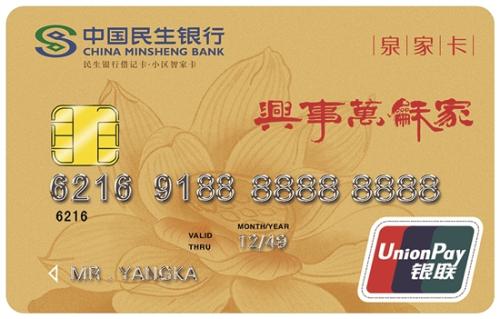 中国民生银行
CHINA MINSHENG BANK
民生银行借记卡·小区智家卡
泉家卡
家龢萬事興
6216 9188 8888 8888
6216
VALID THRU
MONTH/YEAR
12/49
MR. YANGKA
UnionPay
银联